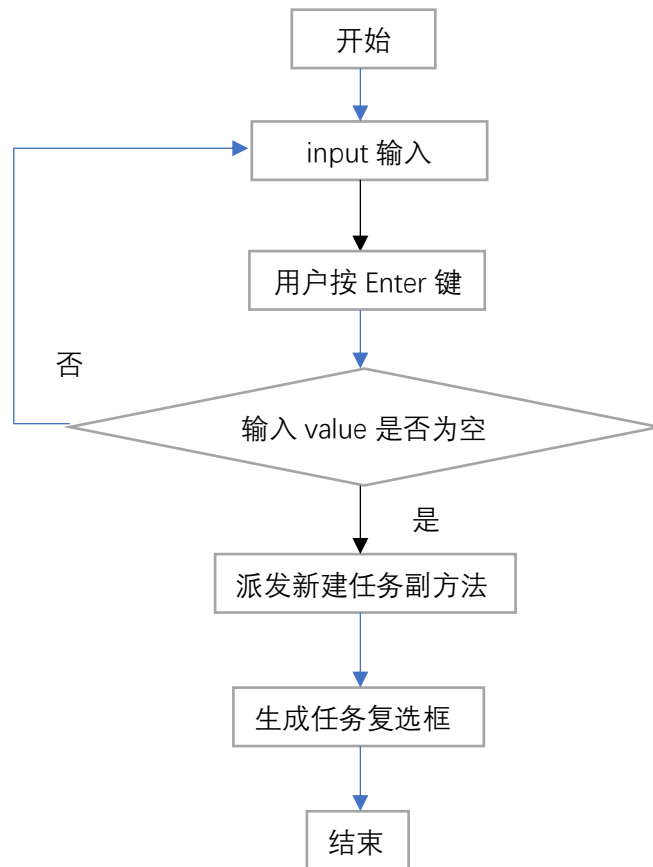 开始
input 输入
用户按 Enter 键
否
输入 value 是否为空
是
派发新建任务副方法
生成任务复选框
结束